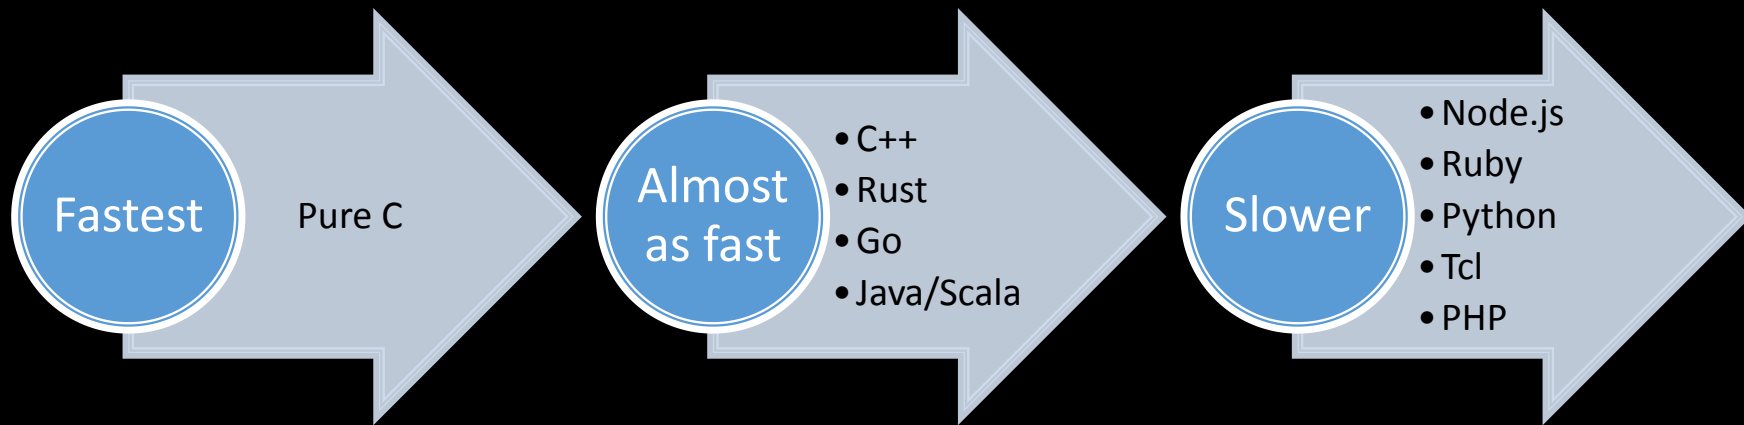 Fastest
Pure C
Almost
as fast
• C++
• Rust
• Go
• Java/Scala
Slower
• Node.js
• Ruby
• Python
• Tcl
• PHP